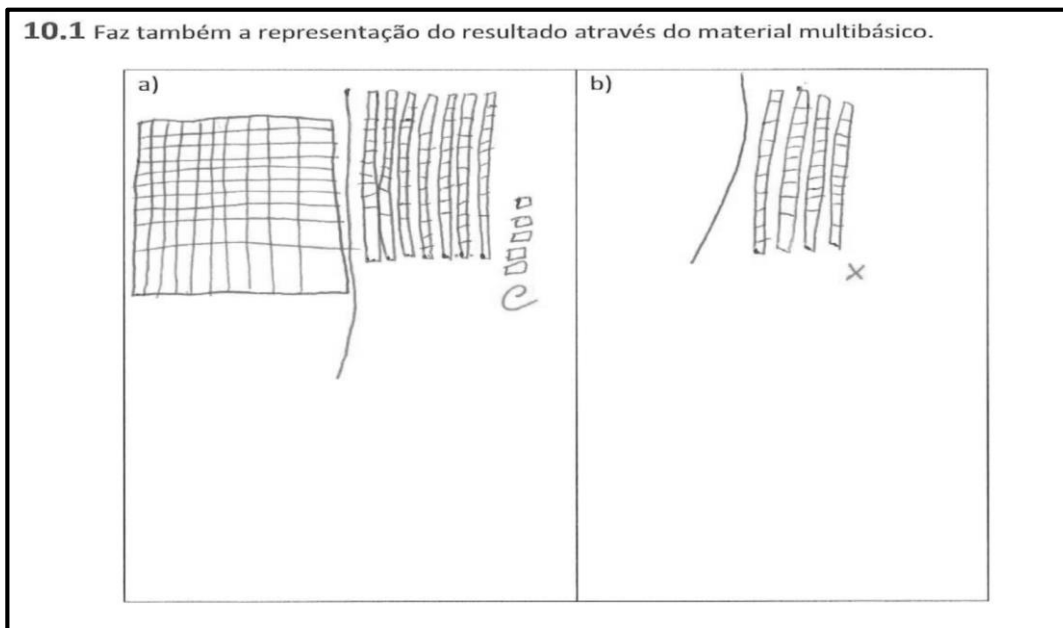 10.1 Faz também a representação do resultado através do material multibásico.
a)
b)
C
x